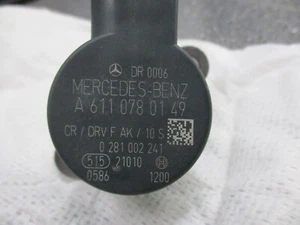 DR 0006
MERCEDES-BENZ
A 611 078 01 49
CR / DRV F AK / 10 S
0 281 002 241
515 21010
0586 1200